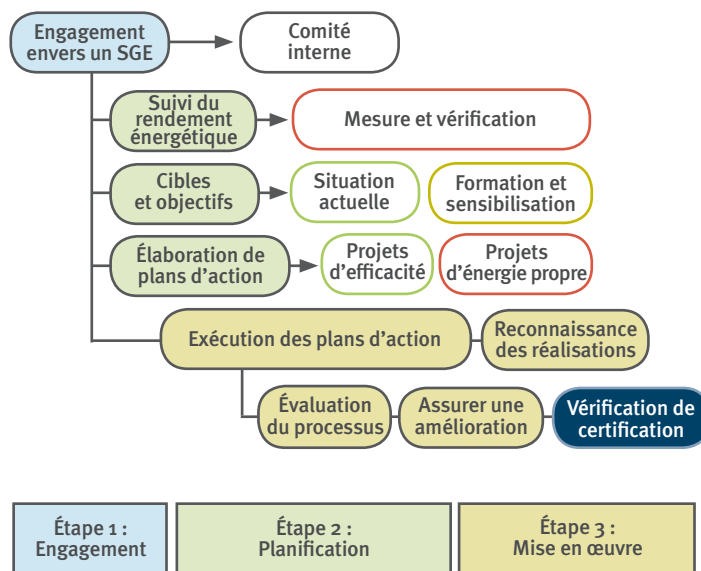 Engagement
envers un SGE
Comité
interne
Suivi du
rendement
énergétique
Mesure et vérification
Cibles
et objectifs
Situation
actuelle
Formation et
sensibilisation
Élaboration de
plans d'action
Projets
d'efficacité
Projets
d'énergie propre
Exécution des plans d'action
Reconnaissance
des réalisations
Évaluation
du processus
Assurer une
amélioration
Vérification de
certification
Étape 1 :
Engagement
Étape 2 :
Planification
Étape 3 :
Mise en œuvre